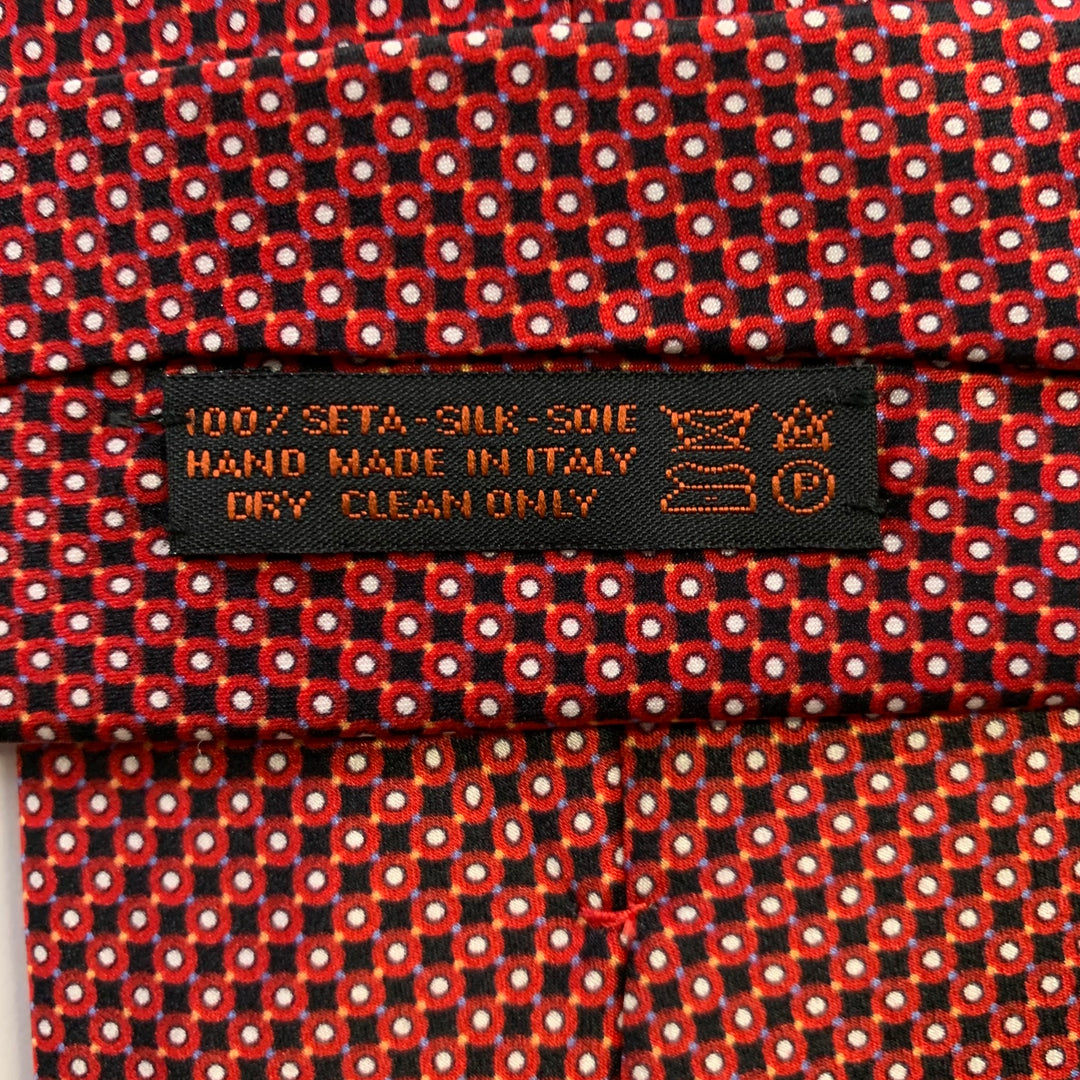 100% SETA-SILK-SOIE
HAND MADE IN ITALY
DRY CLEAN ONLY
P